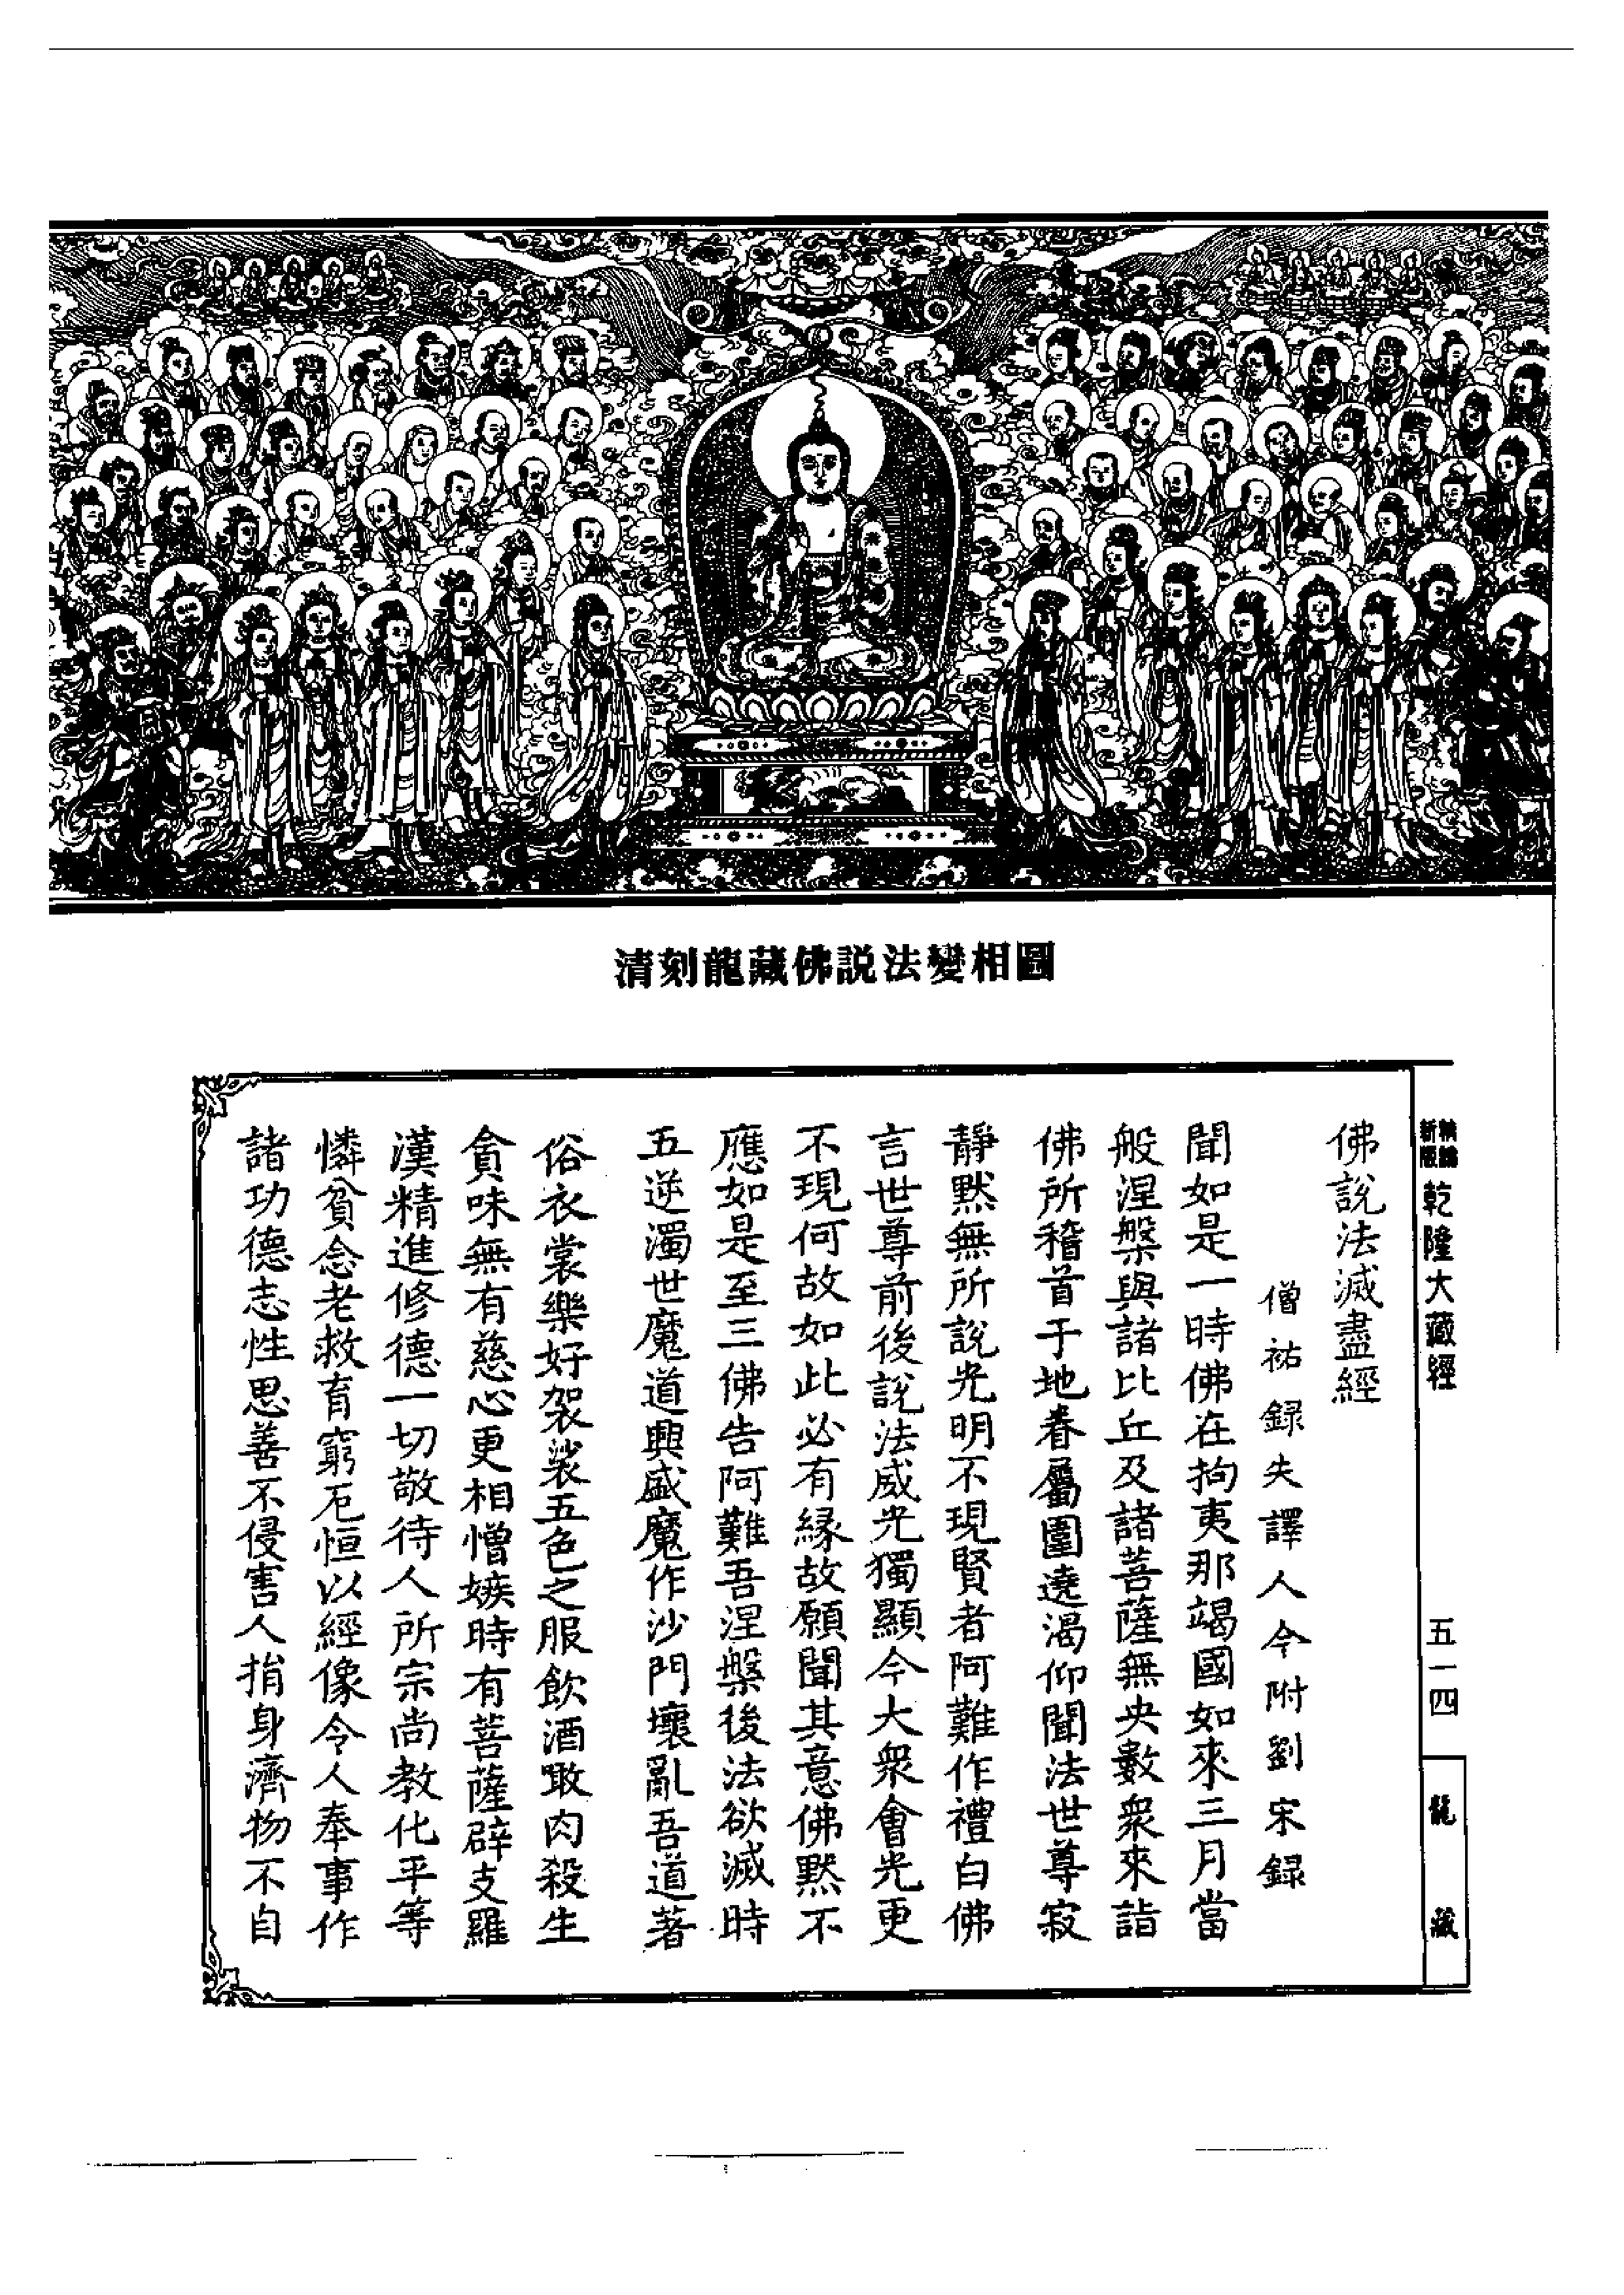 清刻龍藏佛説法變相圖
新版
乾隆大藏經
五一四
龍藏
佛說法滅盡經
僧祐録失譯人今附劉宋録
聞如是一時佛在拘夷那竭國如來三月當
般涅槃與諸比丘及諸菩薩無央數衆來詣
佛所稽首于地眷屬圍遶渴仰聞法世尊寂
靜默無所說光明不現賢者阿難作禮白佛
言世尊前後說法威光獨顯今大衆會光更
不現何故如此必有縁故願聞其意佛默不
應如是至三佛告阿難吾涅槃後法欲滅時
五逆濁世魔道興盛魔作沙門壞亂吾道著
俗衣裳樂好袈裟五色之服飲酒噉肉殺生
貪味無有慈心更相憎嫉時有菩薩辟支羅
漢精進修德一切敬待人所宗尚教化平等
憐貧念老救育窮厄恒以經像令人奉事作
諸功德志性思善不侵害人捐身濟物不自